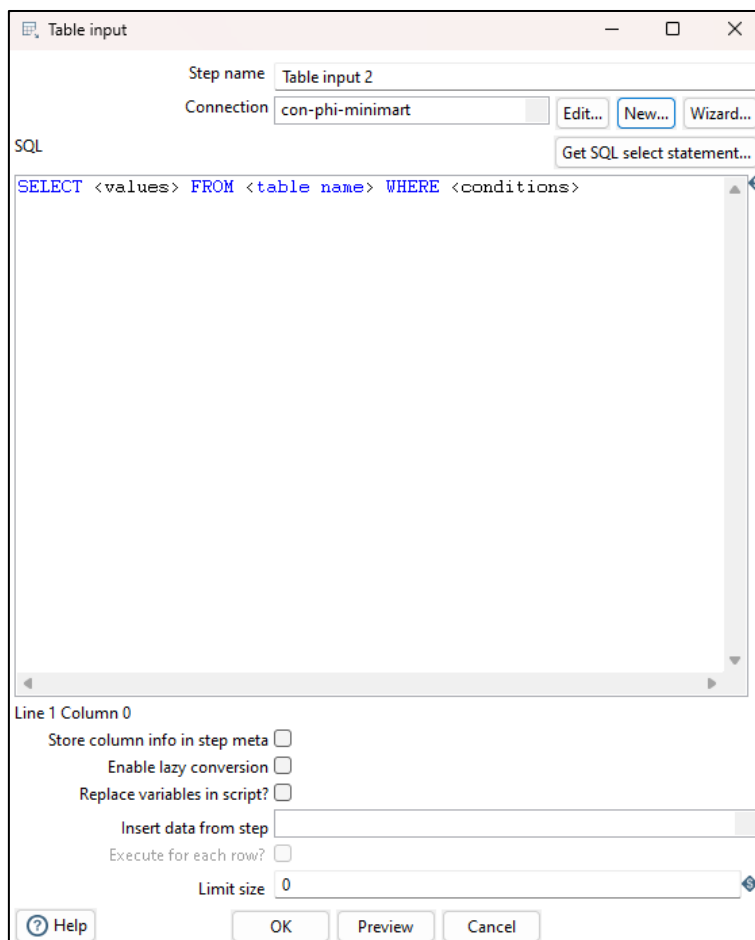 Table input
Step name Table input 2
Connection con-phi-minimart Edit... New... Wizard...
SQL Get SQL select statement...
SELECT <values> FROM <table name> WHERE <conditions>
Line 1 Column 0
Store column info in step meta
Enable lazy conversion
Replace variables in script?
Insert data from step
Execute for each row?
Limit size 0
Help OK Preview Cancel